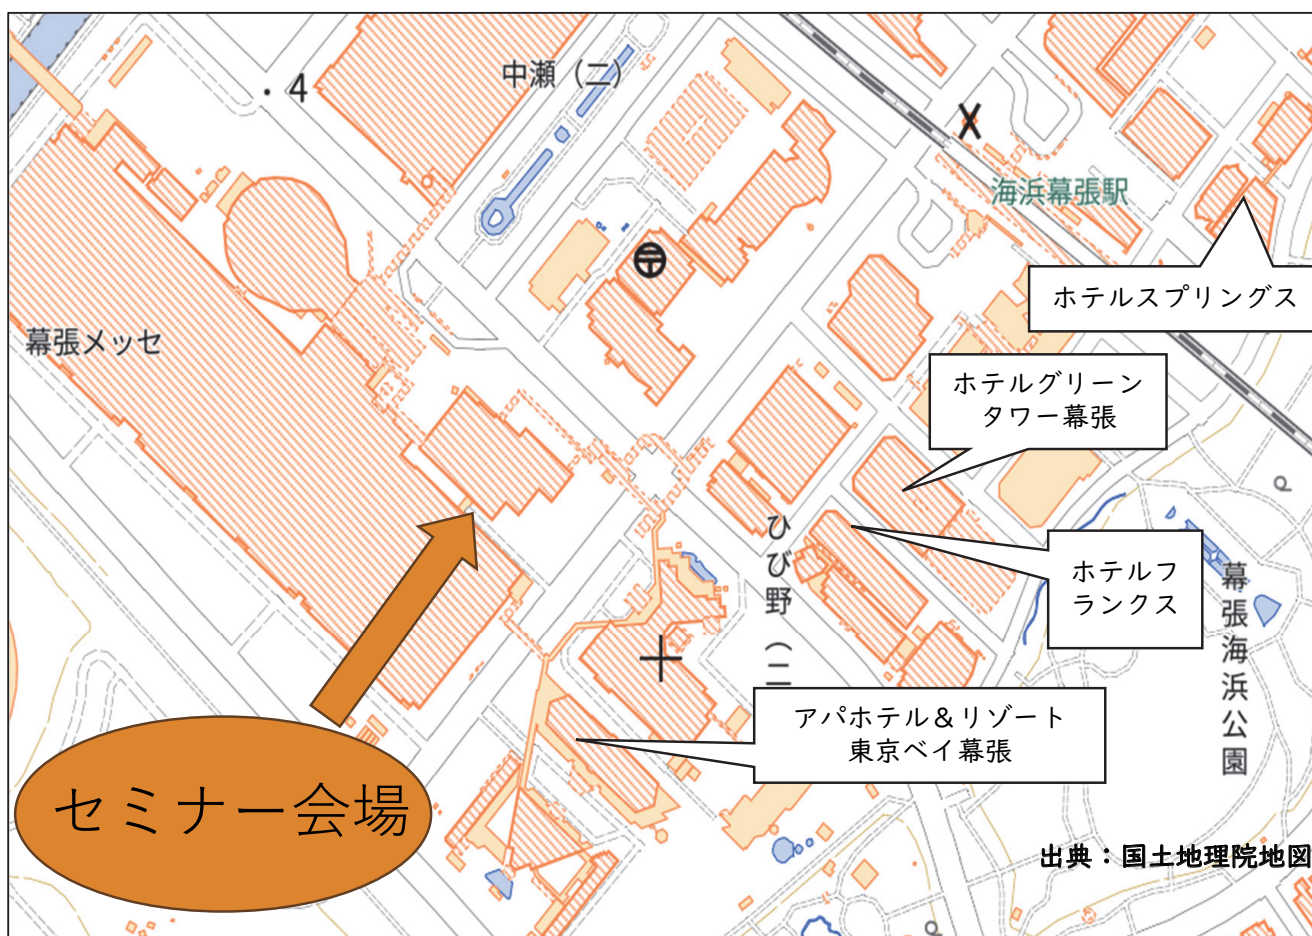 中瀬（二）
・4
海浜幕張駅
ホテルスプリングス
幕張メッセ
ホテルグリーン
タワー幕張
ひび野（二
ホテルフ
ランクス
幕張海浜公園
アパホテル＆リゾート
東京ベイ幕張
セミナー会場
出典：国土地理院地図